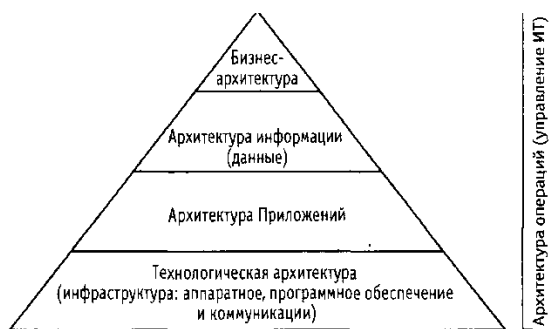 Бизнес-
архитектура
Архитектура информации
(данные)
Архитектура Приложений
Технологическая архитектура
(инфраструктура: аппаратное, программное обеспечение
и коммуникации)
Архитектура операций (управление ИТ)